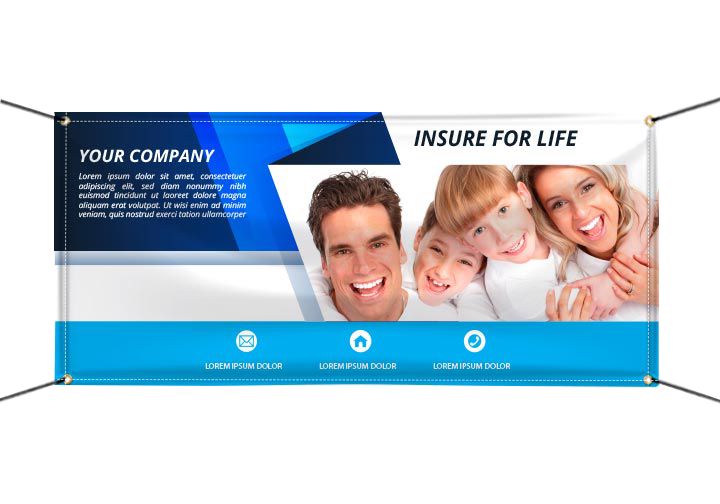 INSURE FOR LIFE
YOUR COMPANY
Lorem ipsum dolor sit amet, consectetuer
adipiscing elit, sed diam nonummy nibh
euismod tincidunt ut laoreet dolore magna
aliquam erat volutpat. Ut wisi enim ad minim
veniam, quis nostrud exerci tation ullamcorper
LOREM IPSUM DOLOR
LOREM IPSUM DOLOR
LOREM IPSUM DOLOR